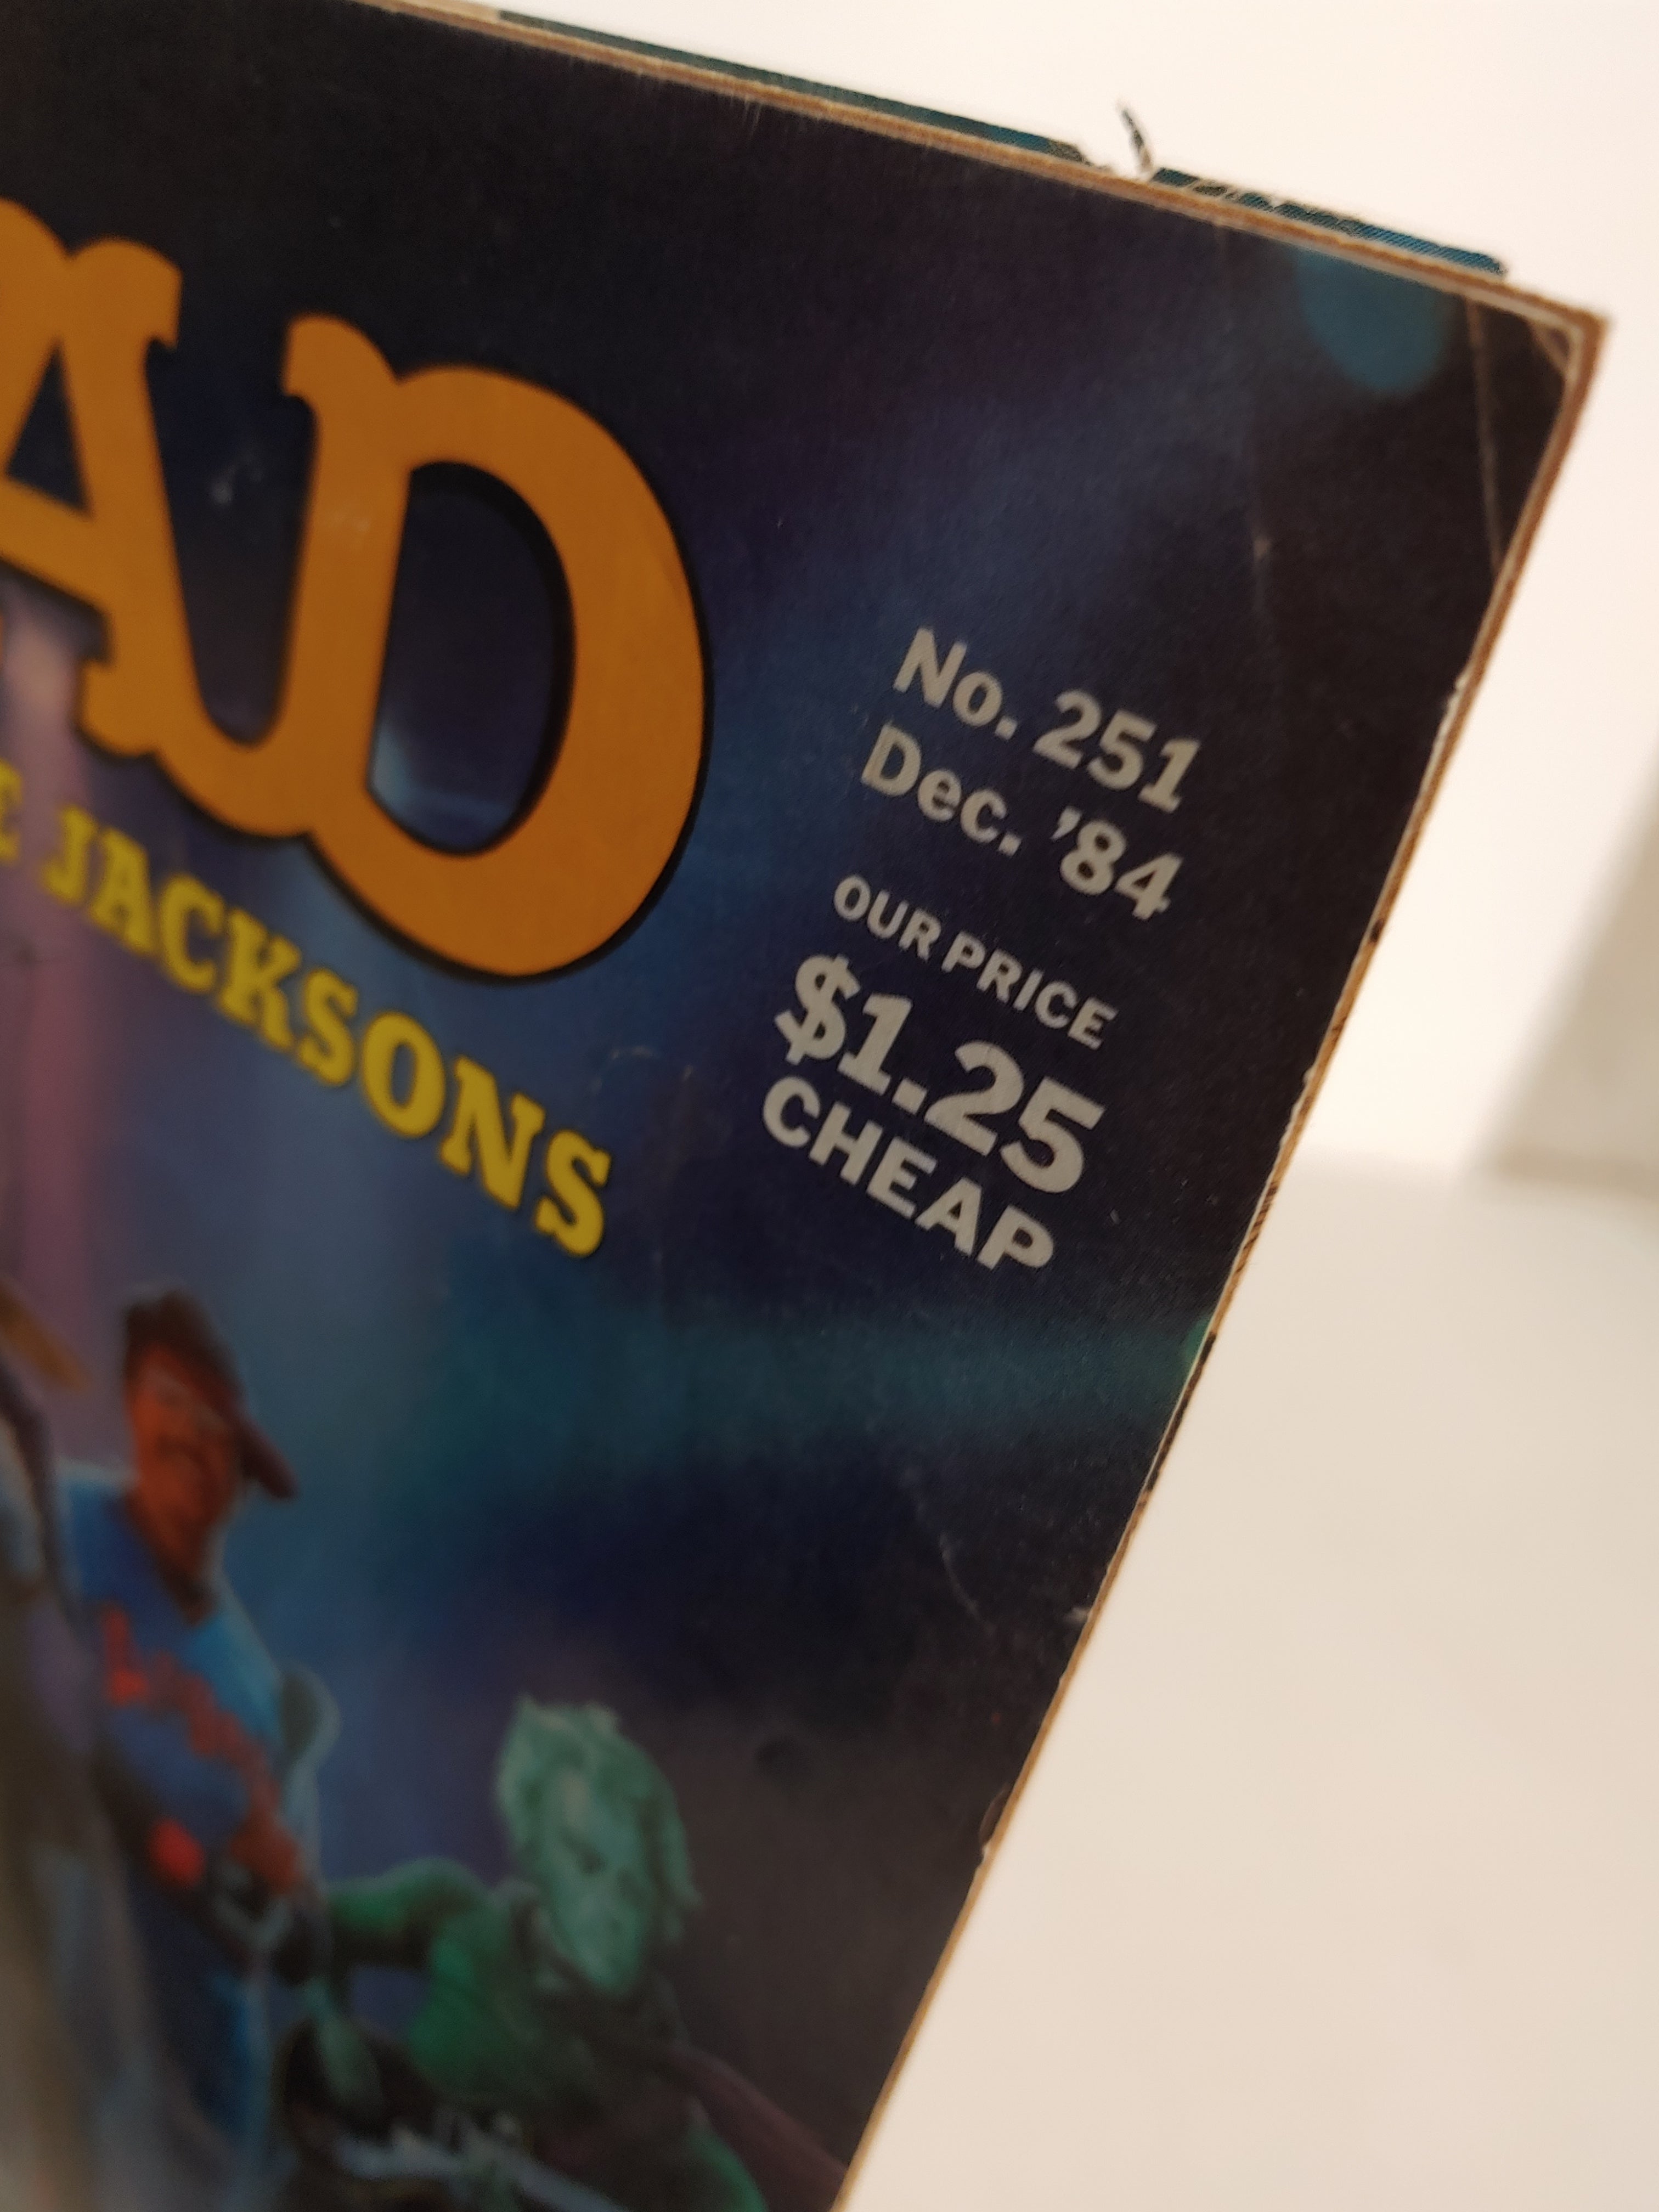 AD
JACKSONS
No. 251
Dec. '84
OUR PRICE
$1.25
CHEAP